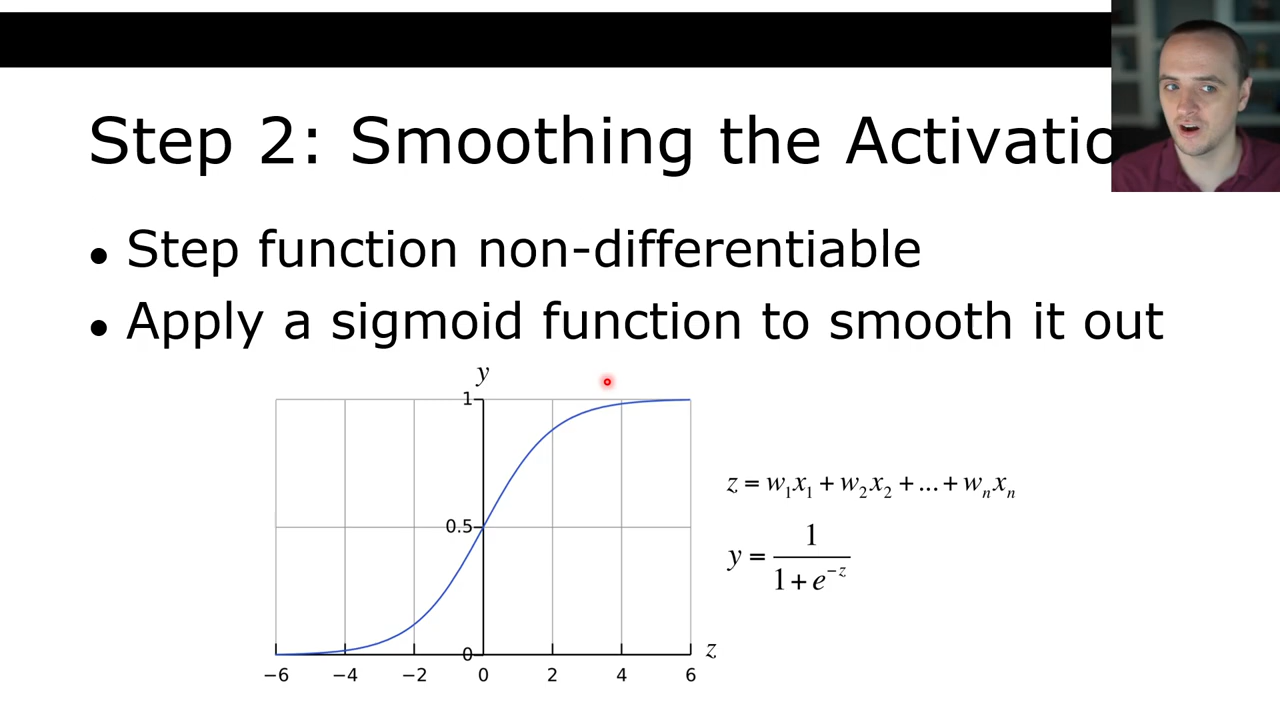 Step 2: Smoothing the Activatio
• Step function non-differentiable
• Apply a sigmoid function to smooth it out
y
1
0.5
0
z
−6 −4 −2 0 2 4 6
z = w₁x₁ + w₂x₂ + ... + wₙxₙ
y = 1 / (1 + e⁻ᶻ)